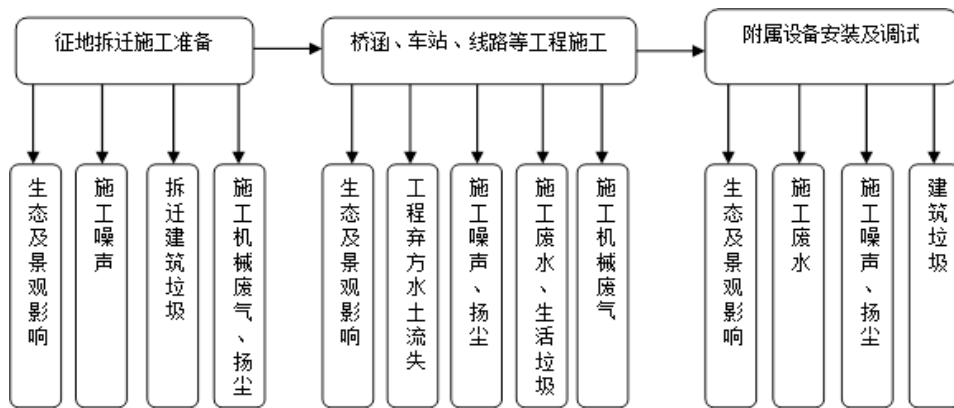 征地拆迁施工准备
桥涵、车站、线路等工程施工
附属设备安装及调试
生态及景观影响
施工噪声
拆迁建筑垃圾
施工机械废气、扬尘
生态及景观影响
工程弃方水土流失
施工噪声、扬尘
施工废水、生活垃圾
施工机械废气
生态及景观影响
施工废水
施工噪声、扬尘
建筑垃圾